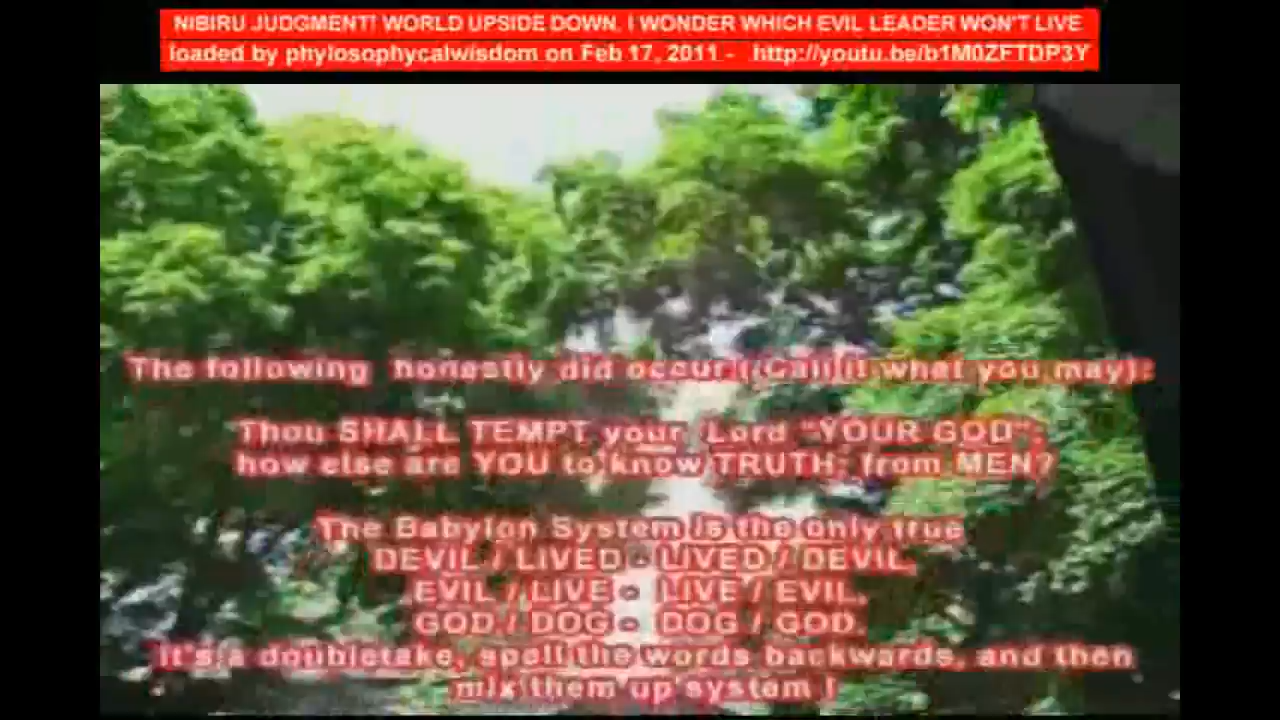 NIBIRU JUDGMENT! WORLD UPSIDE DOWN. I WONDER WHICH EVIL LEADER WON'T LIVE
loaded by phylosophycalwisdom on Feb 17, 2011 - http://youtu.be/b1M0ZFTDP3Y
The following honestly did occur ( Call it what you may):
Thou SHALL TEMPT your Lord "YOUR GOD";
how else are YOU to know TRUTH; from MEN?
The Babylon System is the only true
DEVIL / LIVED - LIVED / DEVIL.
EVIL / LIVE - LIVE / EVIL.
GOD / DOG - DOG / GOD.
It's a doubletake, spell the words backwards, and then
mix them up system !